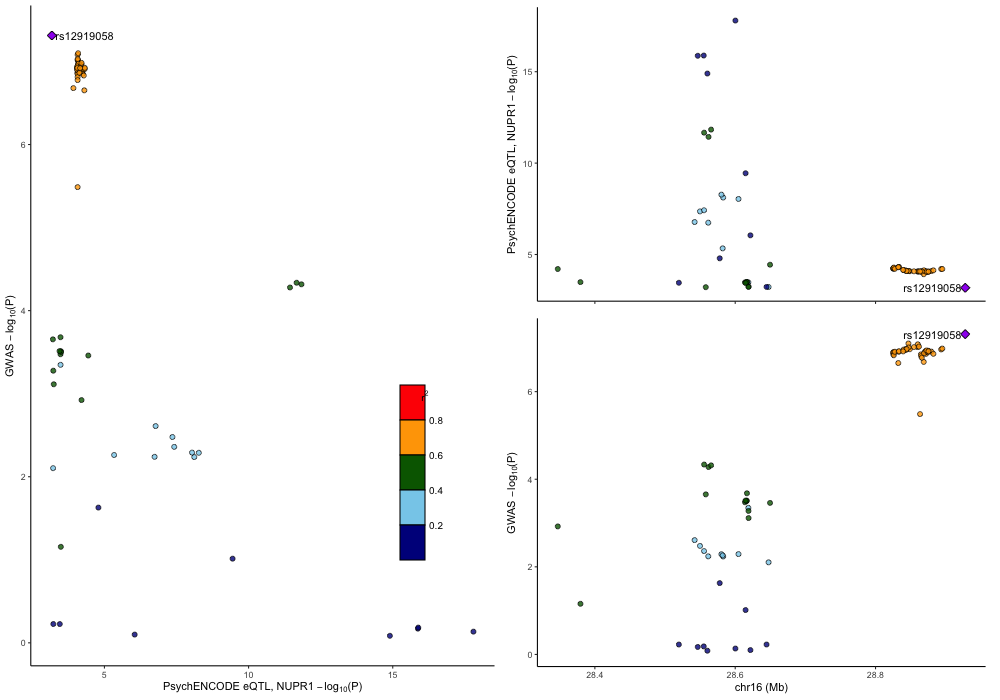 rs12919058
6
4
2
0
GWAS − log10(P)
5
10
15
PsychENCODE eQTL, NUPR1 − log10(P)
r2
0.8
0.6
0.4
0.2
15
10
5
PsychENCODE eQTL, NUPR1 − log10(P)
rs12919058
rs12919058
6
4
2
0
GWAS − log10(P)
28.4
28.6
28.8
chr16 (Mb)